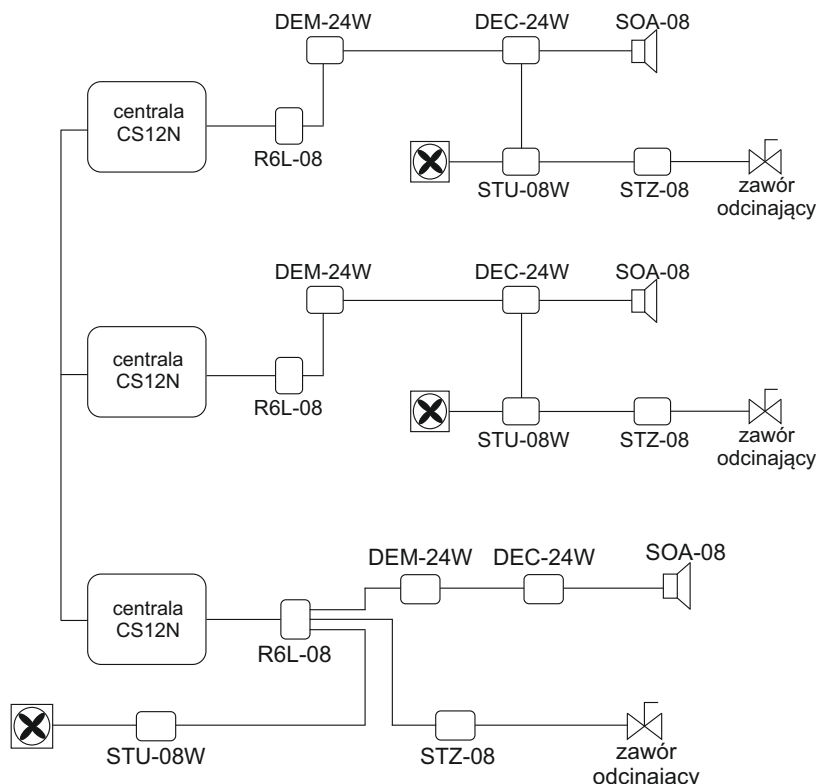 DEM-24W
DEC-24W
SOA-08
centrala
CS12N
R6L-08
STU-08W
STZ-08
zawór
odcinający
DEM-24W
DEC-24W
SOA-08
centrala
CS12N
R6L-08
STU-08W
STZ-08
zawór
odcinający
DEM-24W
DEC-24W
SOA-08
centrala
CS12N
R6L-08
STU-08W
STZ-08
zawór
odcinający